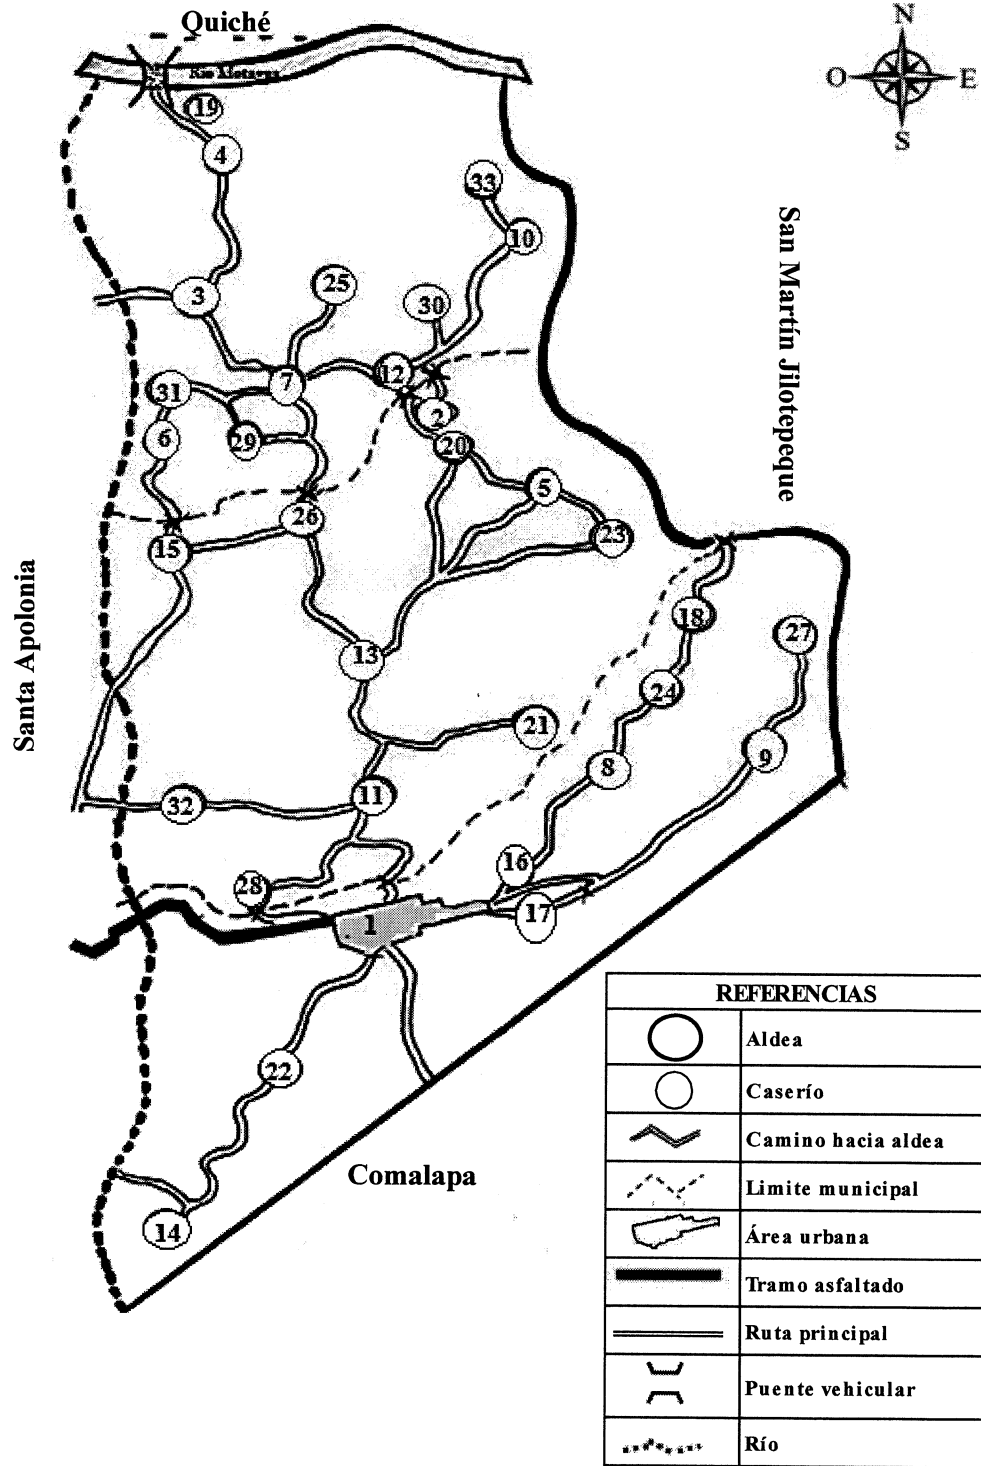 Quiché
N
Río Motagua
O
E
19
S
4
33
San Martín Jilotepeque
10
25
3
30
12
7
31
2
6
29
20
5
26
23
15
Santa Apolonia
18
27
13
24
21
9
8
11
32
16
28
17
1
REFERENCIAS
Aldea
22
Caserío
Camino hacia aldea
Comalapa
Limite municipal
14
Área urbana
Tramo asfaltado
Ruta principal
Puente vehicular
Río